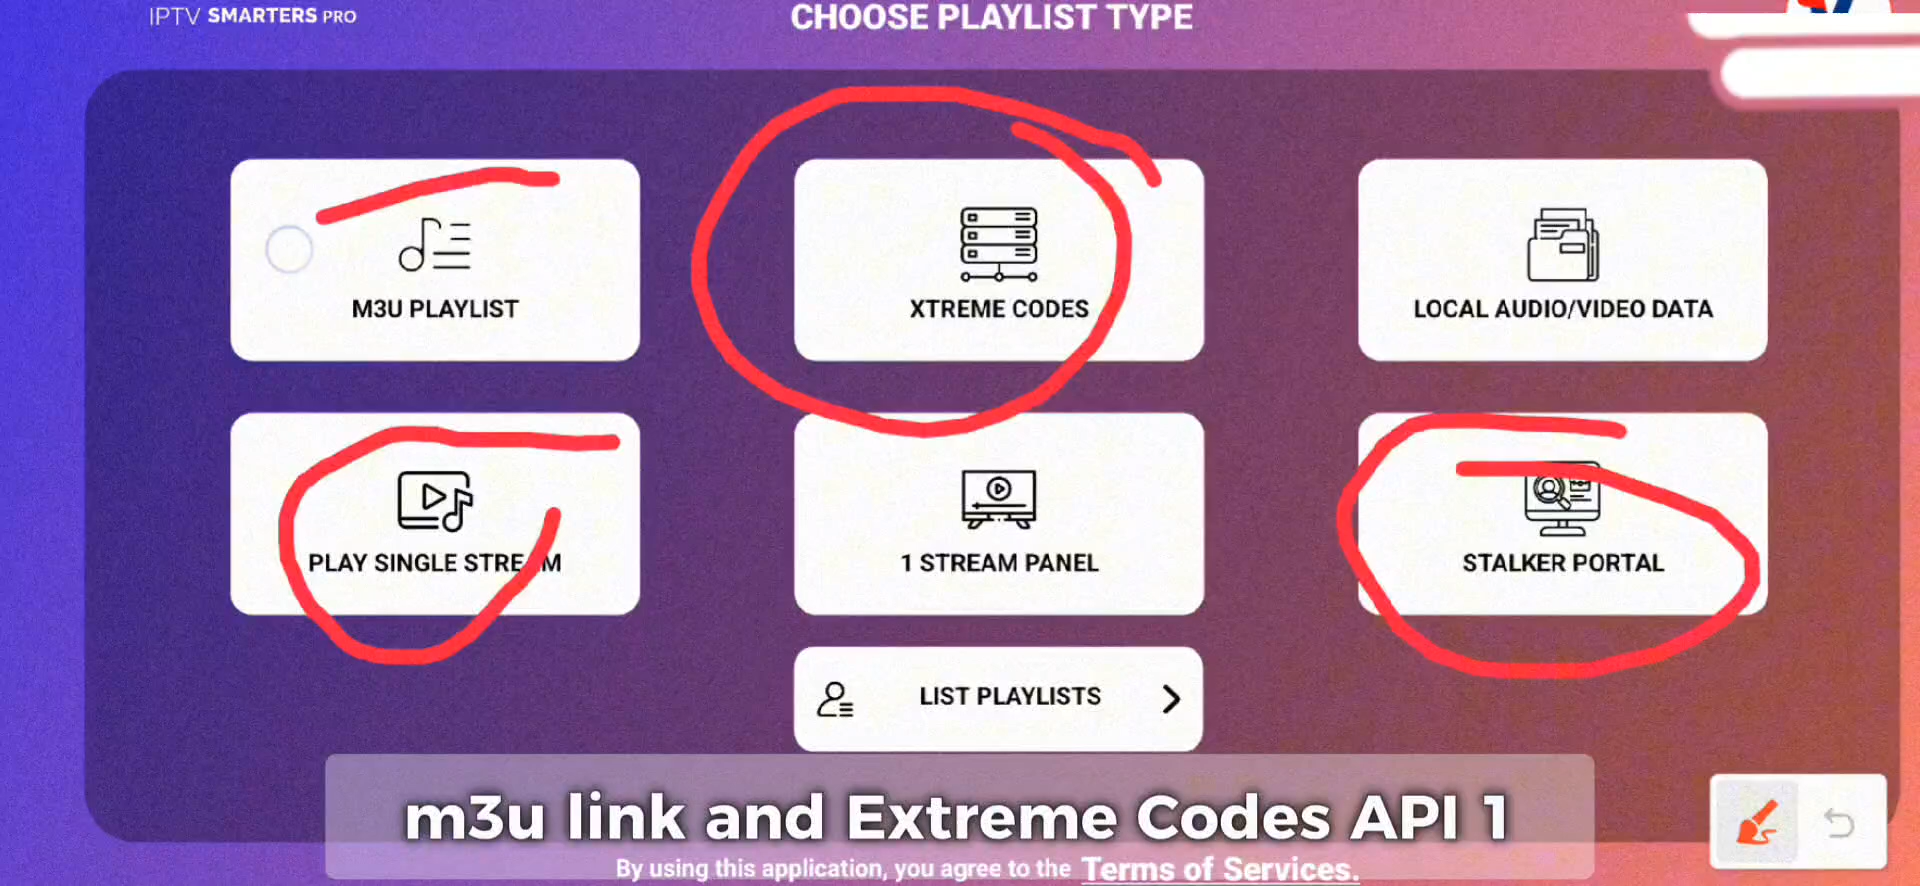 IPTV SMARTERS PRO
CHOOSE PLAYLIST TYPE
M3U PLAYLIST
XTREME CODES
LOCAL AUDIO/VIDEO DATA
PLAY SINGLE STREAM
1 STREAM PANEL
STALKER PORTAL
LIST PLAYLISTS
m3u link and Extreme Codes API 1
By using this application, you agree to the Terms of Services.